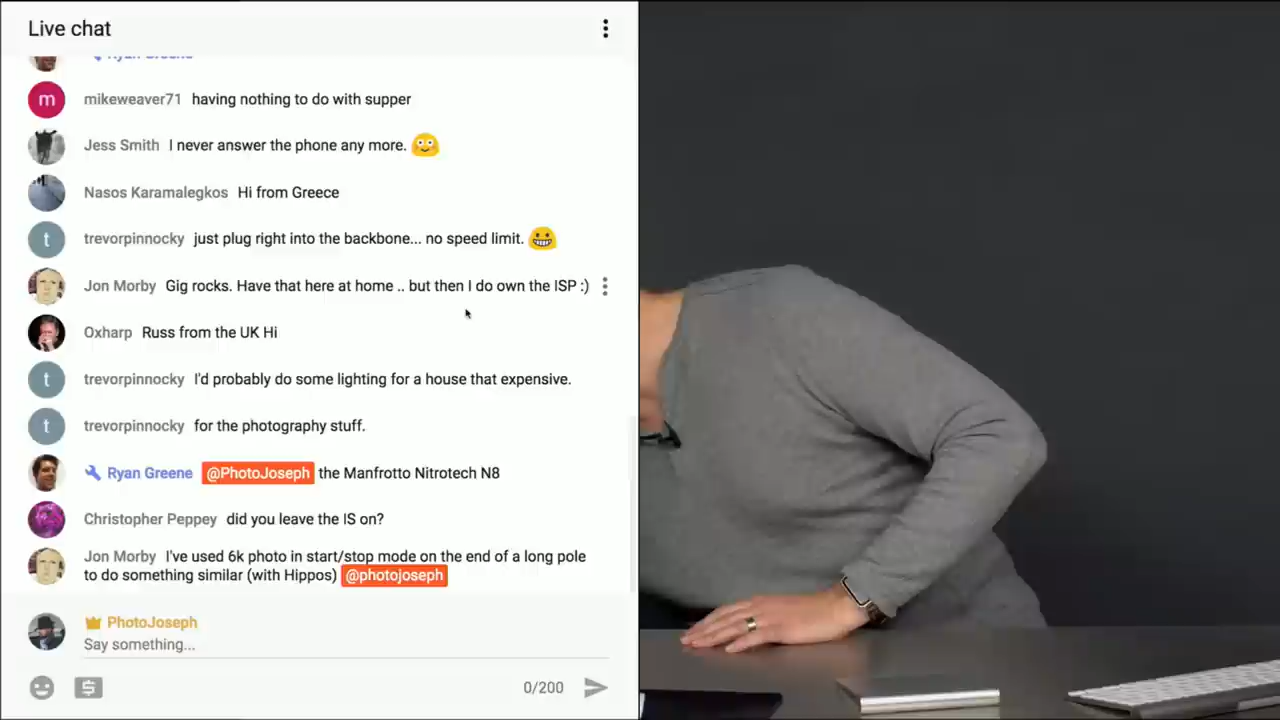 Live chat
Ryan Greene
m mikeweaver71 having nothing to do with supper
Jess Smith I never answer the phone any more.
Nasos Karamalegkos Hi from Greece
t trevorpinnocky just plug right into the backbone... no speed limit.
Jon Morby Gig rocks. Have that here at home .. but then I do own the ISP :)
Oxharp Russ from the UK Hi
t trevorpinnocky I'd probably do some lighting for a house that expensive.
t trevorpinnocky for the photography stuff.
Ryan Greene @PhotoJoseph the Manfrotto Nitrotech N8
Christopher Peppey did you leave the IS on?
Jon Morby I've used 6k photo in start/stop mode on the end of a long pole
to do something similar (with Hippos) @photojoseph
PhotoJoseph
Say something...
$ 0/200